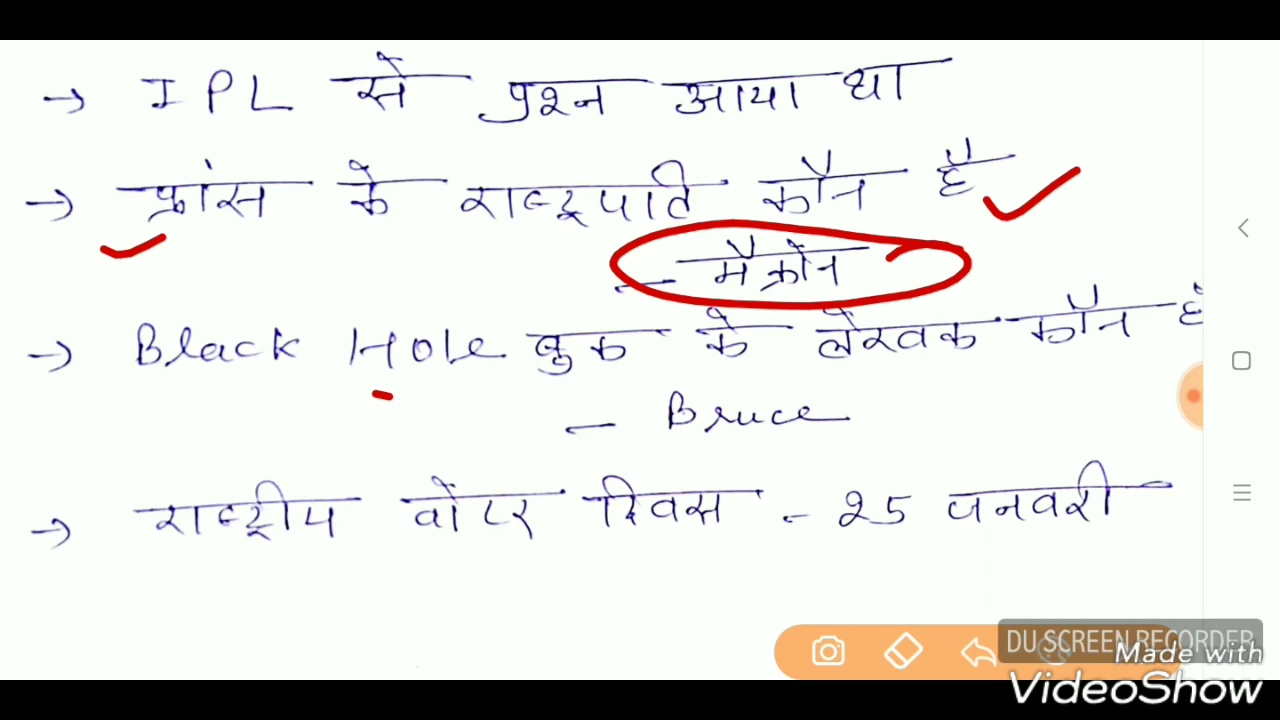 → IPL से प्रश्न आया था
→ फ्रांस के राष्ट्रपति कौन है
– मैक्रोन
→ Black Hole बुक के लेखक कौन है
– Bruce
→ राष्ट्रीय वोटर दिवस - 25 जनवरी
DU SCREEN RECORDER
Made with
VideoShow